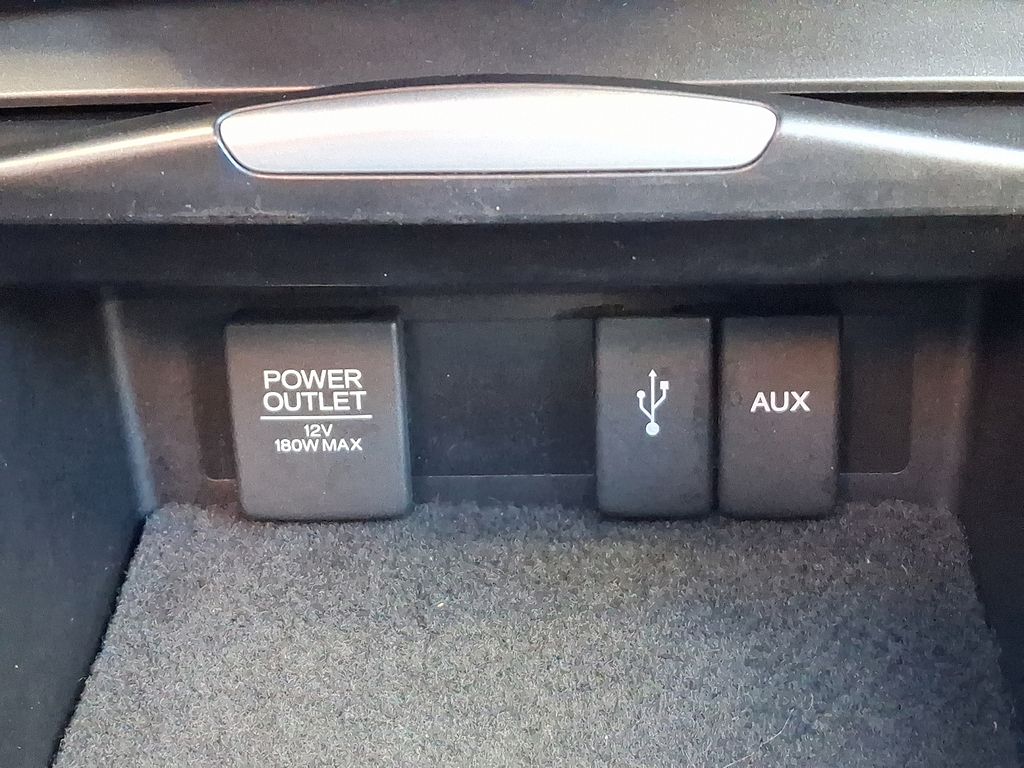 POWER
OUTLET
12V
180W MAX
AUX